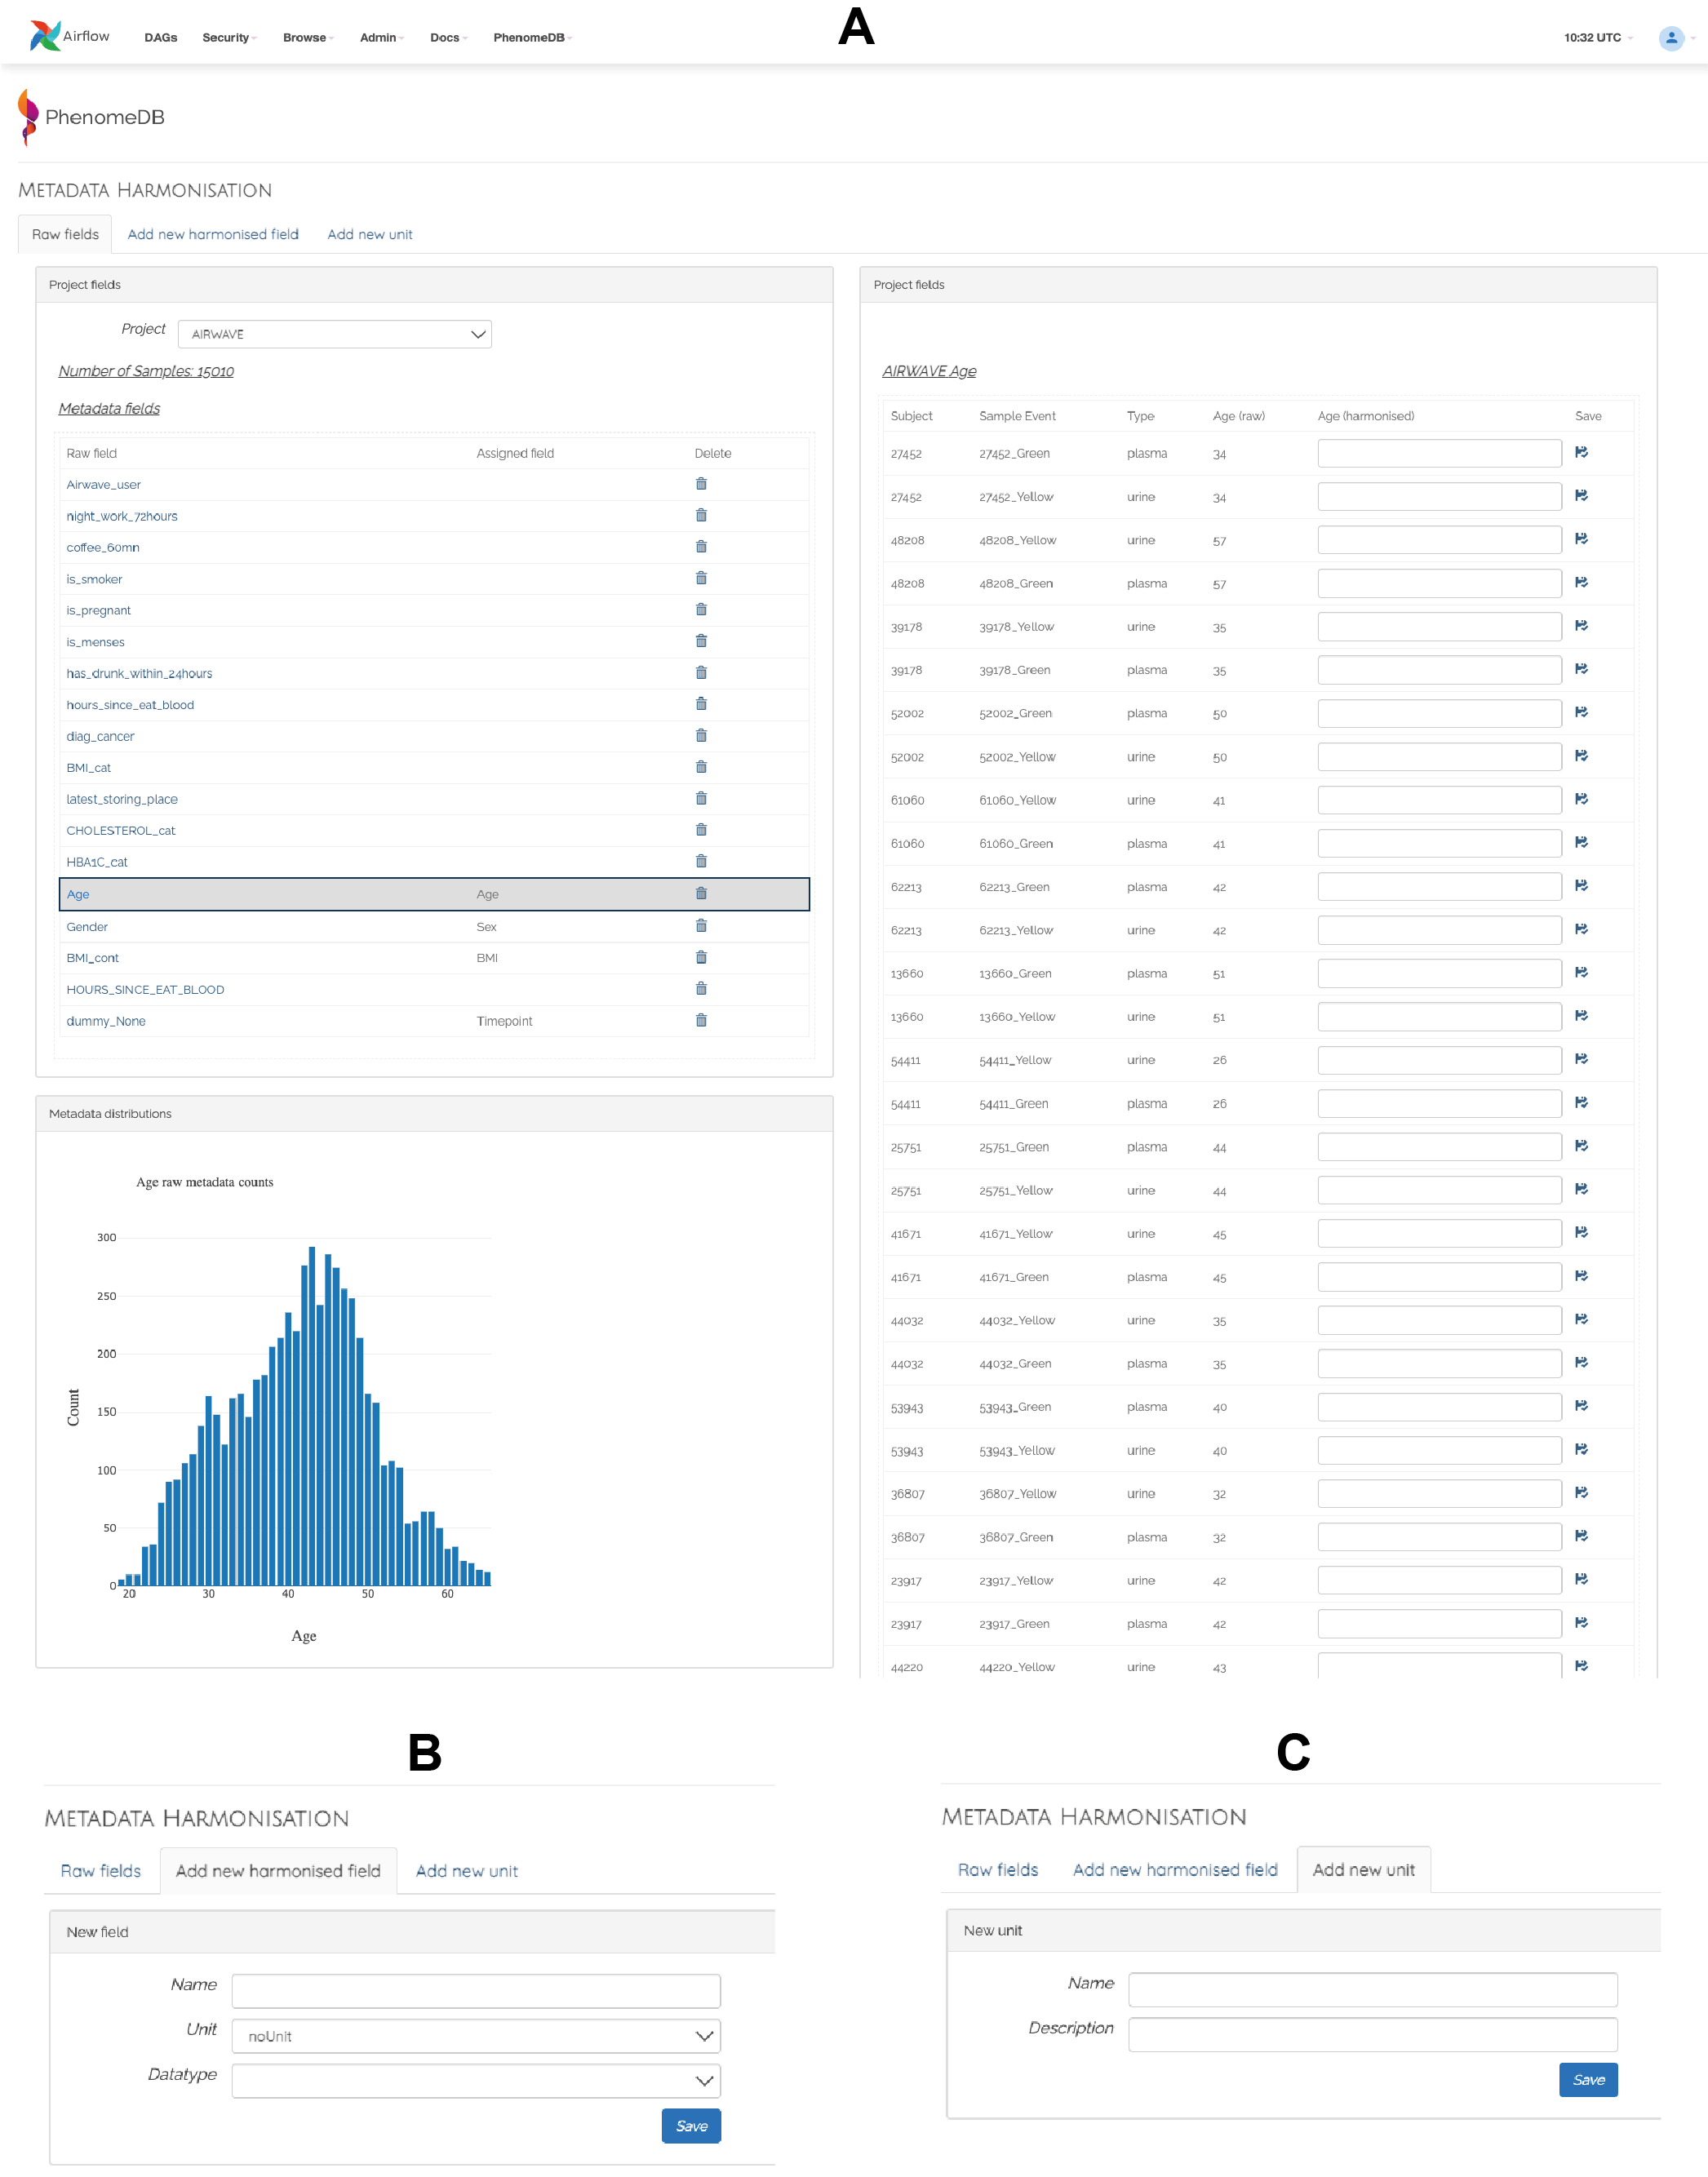 A
Airflow DAGs Security Browse Admin Docs PhenomeDB 10:32 UTC
PhenomeDB
METADATA HARMONISATION
Raw fields Add new harmonised field Add new unit
Project fields
Project AIRWAVE
Number of Samples: 15010
Metadata fields
Raw field Assigned field Delete
Airwave_user
night_work_72hours
coffee_60mn
is_smoker
is_pregnant
is_menses
has_drunk_within_24hours
hours_since_eat_blood
diag_cancer
BMI_cat
latest_storing_place
CHOLESTEROL_cat
HBA1C_cat
Age Age
Gender Sex
BMI_cont BMI
HOURS_SINCE_EAT_BLOOD
dummy_None Timepoint
Metadata distributions
Age raw metadata counts
300
250
200
150
100
50
0
Count
20 30 40 50 60
Age
Project fields
AIRWAVE Age
Subject Sample Event Type Age (raw) Age (harmonised) Save
27452 27452_Green plasma 34
27452 27452_Yellow urine 34
48208 48208_Yellow urine 57
48208 48208_Green plasma 57
39178 39178_Yellow urine 35
39178 39178_Green plasma 35
52002 52002_Green plasma 50
52002 52002_Yellow urine 50
61060 61060_Yellow urine 41
61060 61060_Green plasma 41
62213 62213_Green plasma 42
62213 62213_Yellow urine 42
13660 13660_Green plasma 51
13660 13660_Yellow urine 51
54411 54411_Yellow urine 26
54411 54411_Green plasma 26
25751 25751_Green plasma 44
25751 25751_Yellow urine 44
41671 41671_Yellow urine 45
41671 41671_Green plasma 45
44032 44032_Yellow urine 35
44032 44032_Green plasma 35
53943 53943_Green plasma 40
53943 53943_Yellow urine 40
36807 36807_Yellow urine 32
36807 36807_Green plasma 32
23917 23917_Yellow urine 42
23917 23917_Green plasma 42
44220 44220_Yellow urine 43
B
METADATA HARMONISATION
Raw fields Add new harmonised field Add new unit
New field
Name
Unit noUnit
Datatype
Save
C
METADATA HARMONISATION
Raw fields Add new harmonised field Add new unit
New unit
Name
Description
Save